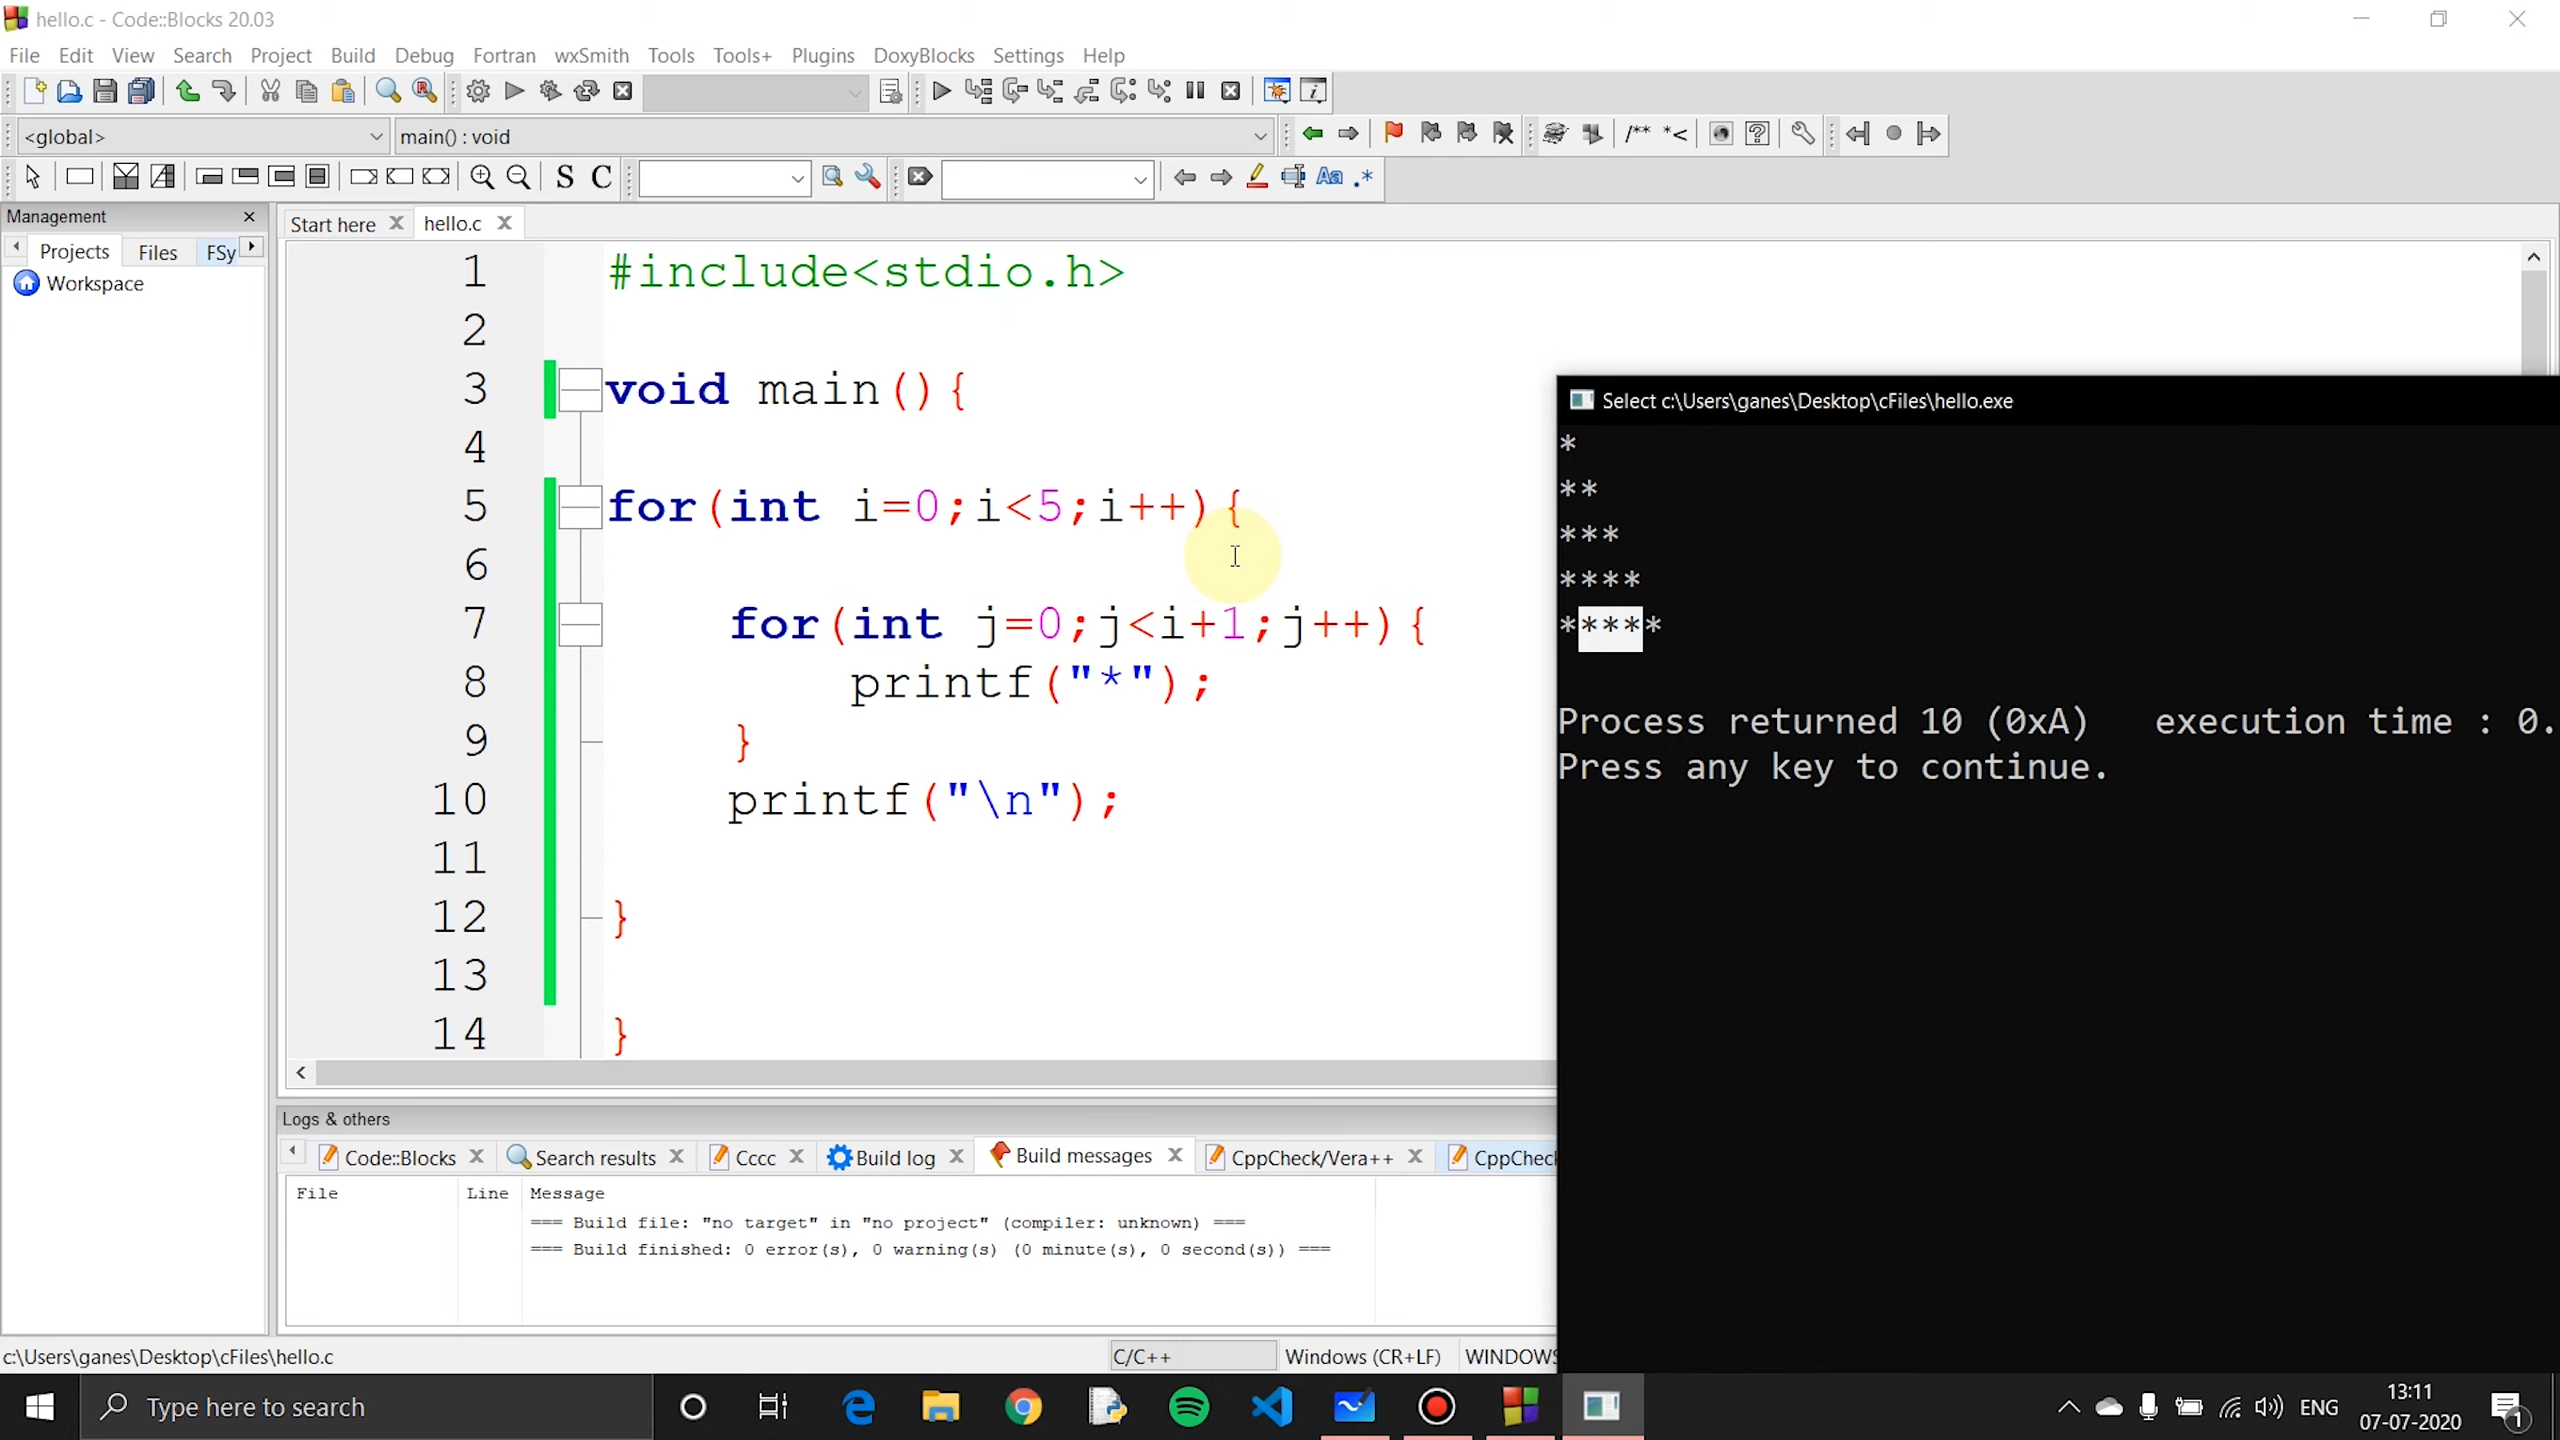 hello.c - Code::Blocks 20.03
File Edit View Search Project Build Debug Fortran wxSmith Tools Tools+ Plugins DoxyBlocks Settings Help
<global> main() : void
/** *<
S C
Aa .*
Management
Start here hello.c
Projects Files FSy
Workspace
1 #include<stdio.h>
2
3 void main(){
4
5 for(int i=0;i<5;i++){
6
7 for(int j=0;j<i+1;j++){
8 printf("*");
9 }
10 printf("\n");
11
12 }
13
14 }
Select c:\Users\ganes\Desktop\cFiles\hello.exe
*
**
***
****
*****
Process returned 10 (0xA) execution time : 0.
Press any key to continue.
Logs & others
Code::Blocks Search results Cccc Build log Build messages CppCheck/Vera++ CppCheck
File Line Message
=== Build file: "no target" in "no project" (compiler: unknown) ===
=== Build finished: 0 error(s), 0 warning(s) (0 minute(s), 0 second(s)) ===
c:\Users\ganes\Desktop\cFiles\hello.c C/C++ Windows (CR+LF) WINDOWS
Type here to search
ENG
13:11
07-07-2020
1